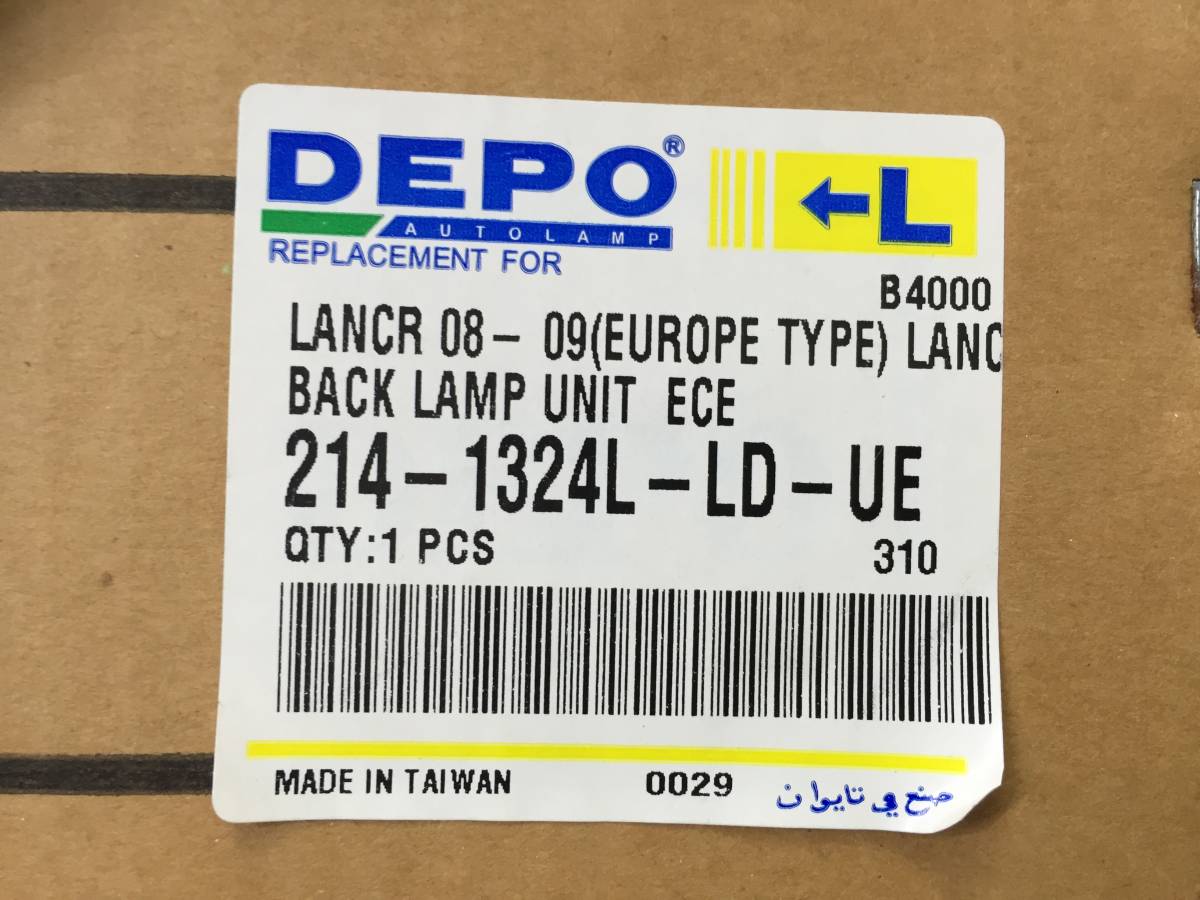 DEPO®
AUTOLAMP
REPLACEMENT FOR
←L
B4000
LANCR 08- 09(EUROPE TYPE) LANC
BACK LAMP UNIT ECE
214-1324L-LD-UE
QTY:1 PCS 310
MADE IN TAIWAN 0029 صنع في تايوان